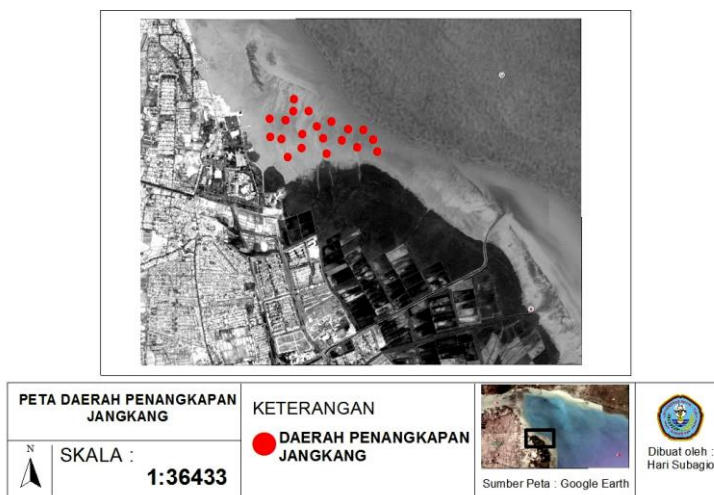 PETA DAERAH PENANGKAPAN
JANGKANG
N
SKALA :
1:36433
KETERANGAN
DAERAH PENANGKAPAN
JANGKANG
Sumber Peta : Google Earth
Dibuat oleh :
Hari Subagio